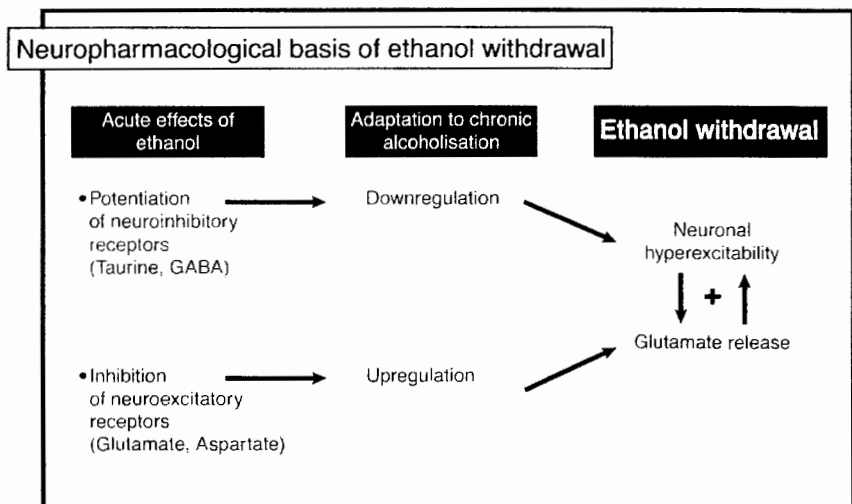 Neuropharmacological basis of ethanol withdrawal
Acute effects of
ethanol
Adaptation to chronic
alcoholisation
Ethanol withdrawal
• Potentiation
of neuroinhibitory
receptors
(Taurine, GABA)
Downregulation
Neuronal
hyperexcitability
+
Glutamate release
• Inhibition
of neuroexcitatory
receptors
(Glutamate, Aspartate)
Upregulation